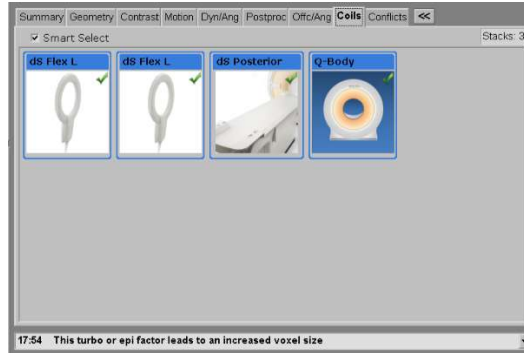 Summary Geometry Contrast Motion Dyn/Ang Postproc Offc/Ang Coils Conflicts <<
Smart Select Stacks: 3
dS Flex L dS Flex L dS Posterior Q-Body
17:54 This turbo or epi factor leads to an increased voxel size